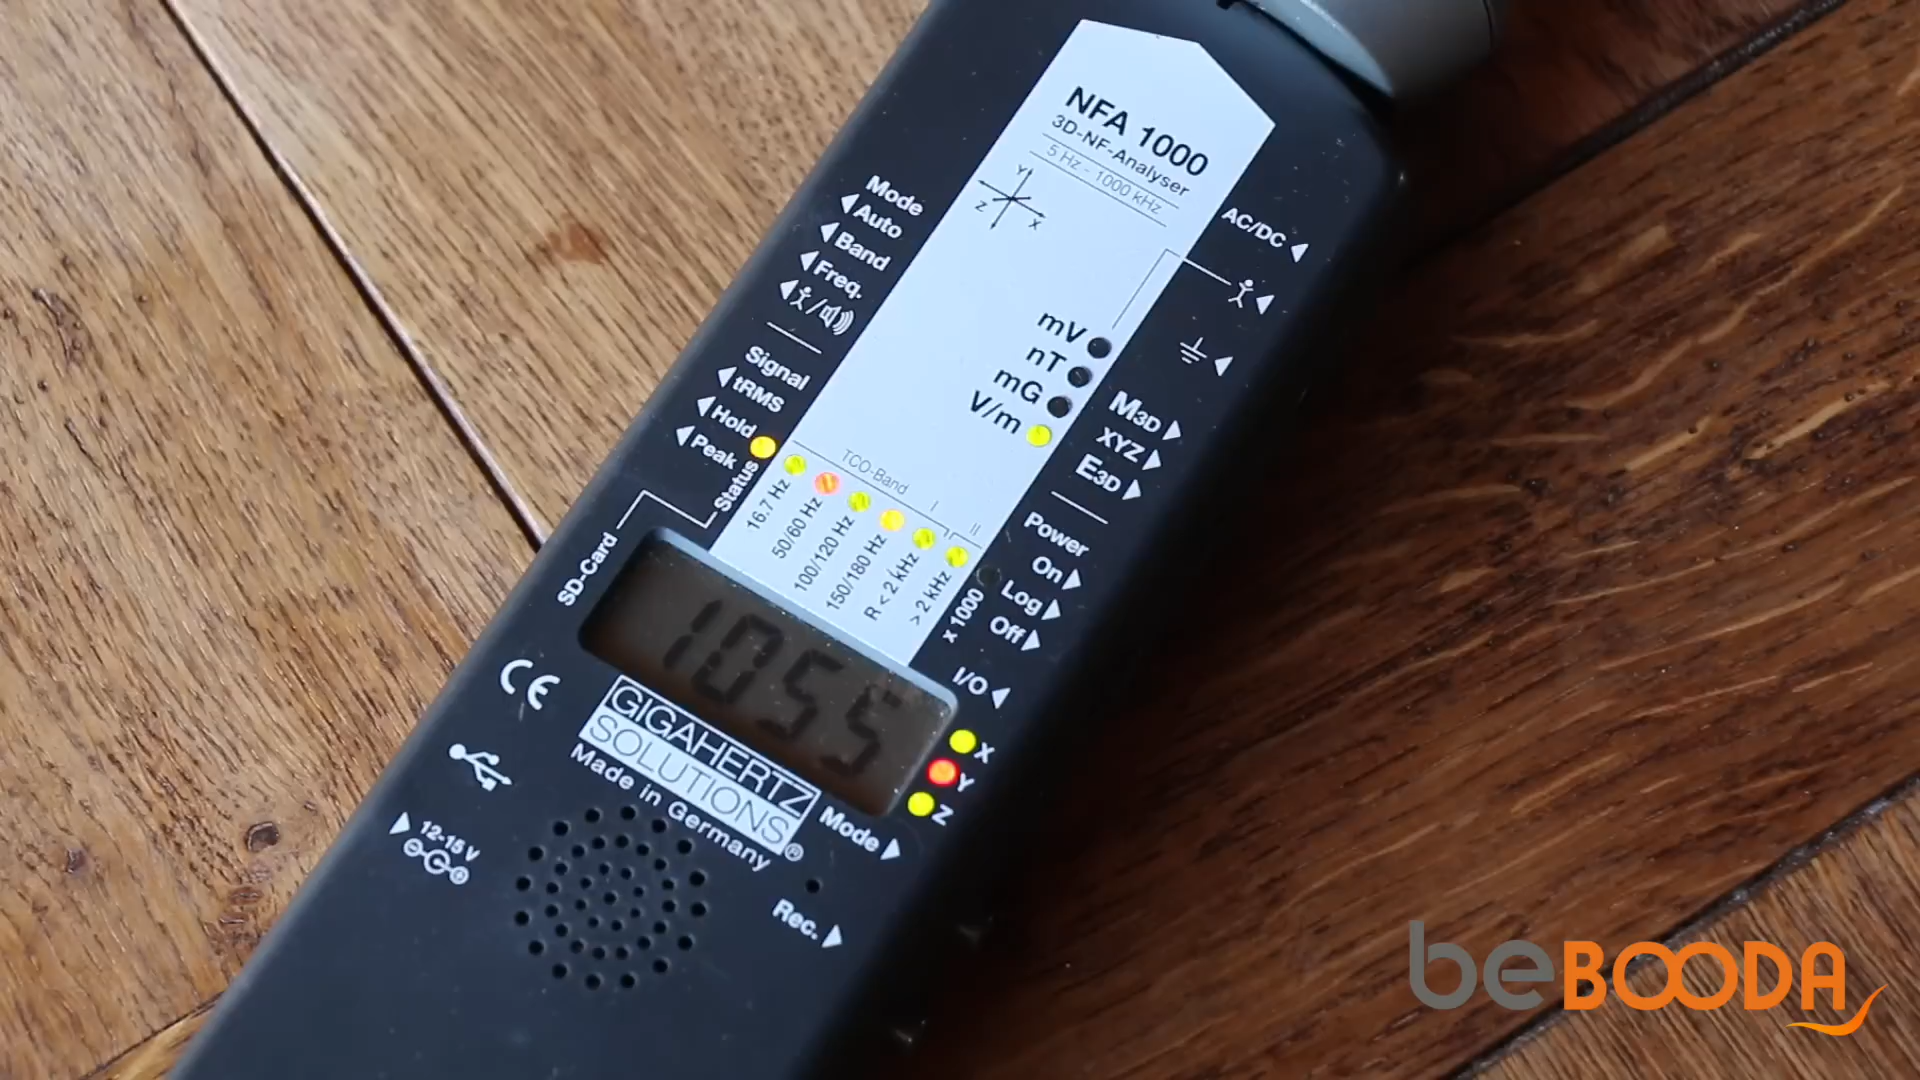 NFA 1000
3D-NF-Analyser
5 Hz - 1000 kHz
Y
Z
X
Mode
Auto
Band
Freq.
Signal
tRMS
Hold
Peak
Status
SD-Card
AC/DC
mV
nT
mG
V/m
M3D
XYZ
E3D
Power
On
Log
Off
I/O
TCO-Band
I
II
16.7 Hz
50/60 Hz
100/120 Hz
150/180 Hz
R < 2 kHz
> 2 kHz
x 1000
1055
X
Y
Z
CE
GIGAHERTZ
SOLUTIONS®
Made in Germany
Mode
Rec.
12-15 V
beBOODA